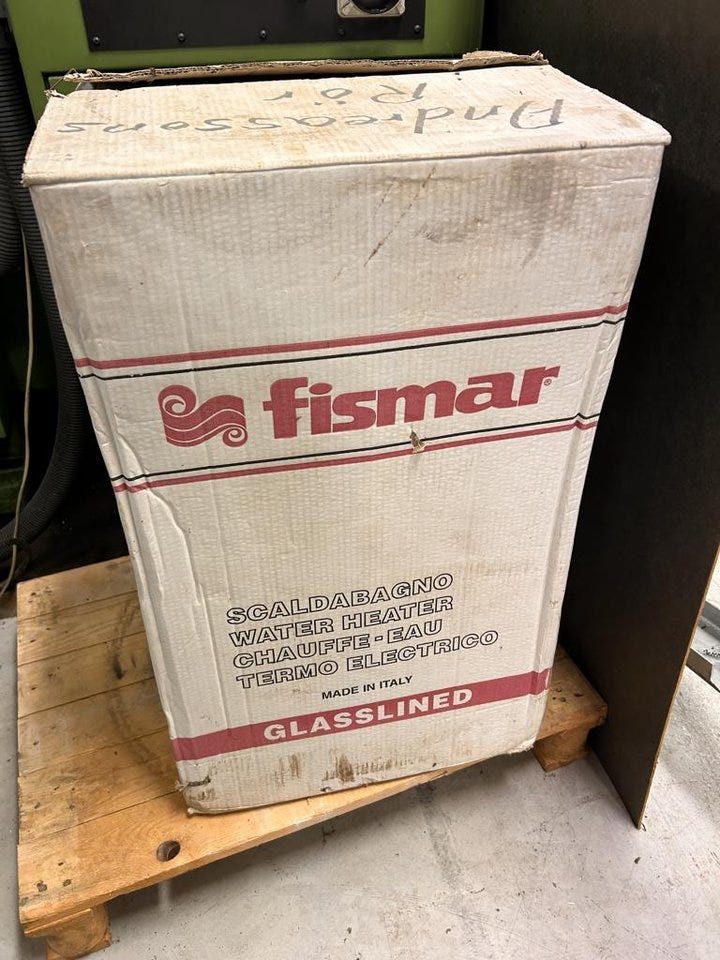 Andreassons
Rör
fismar®
SCALDABAGNO
WATER HEATER
CHAUFFE-EAU
TERMO ELECTRICO
MADE IN ITALY
GLASSLINED